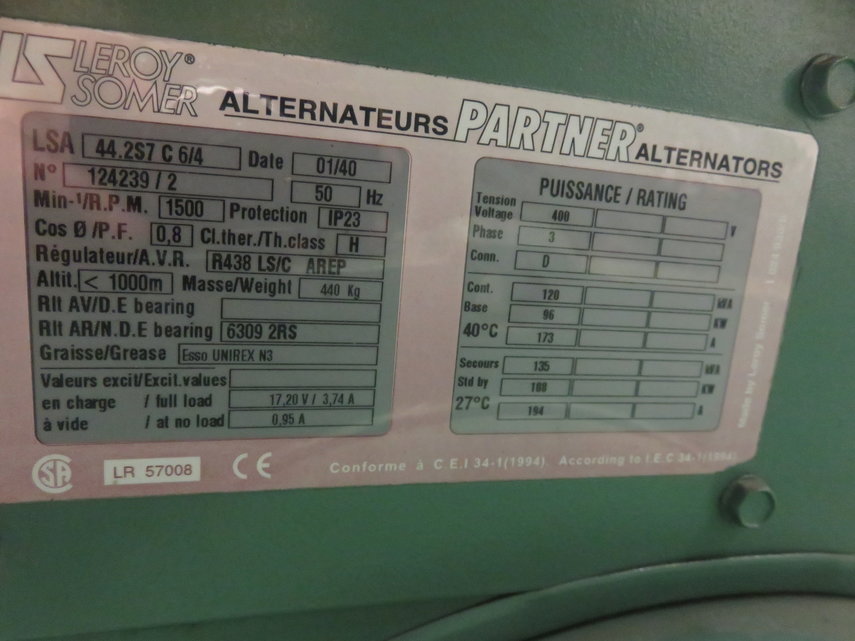 LS LEROY® SOMER ALTERNATEURS PARTNER® ALTERNATORS
LSA 44.2S7 C 6/4 Date 01/40
N° 124239 / 2 50 Hz
Min-¹/R.P.M. 1500 Protection IP23
Cos Ø /P.F. 0,8 Cl.ther./Th.class H
Régulateur/A.V.R. R438 LS/C AREP
Altit. < 1000m Masse/Weight 440 Kg
Rlt AV/D.E bearing
Rlt AR/N.D.E bearing 6309 2RS
Graisse/Grease Esso UNIREX N3
Valeurs excit/Excit.values
en charge / full load 17,20 V / 3,74 A
à vide / at no load 0,95 A
PUISSANCE / RATING
Tension
Voltage 400 V
Phase 3
Conn. D
Cont. 120 kVA
Base 96 KW
40°C 173 A
Secours 135 kVA
Std by 108 KW
27°C 194 A
Made by Leroy Somer
SA LR 57008 CE Conforme à C.E.I 34-1(1994). According to I.E.C 34-1(1994).